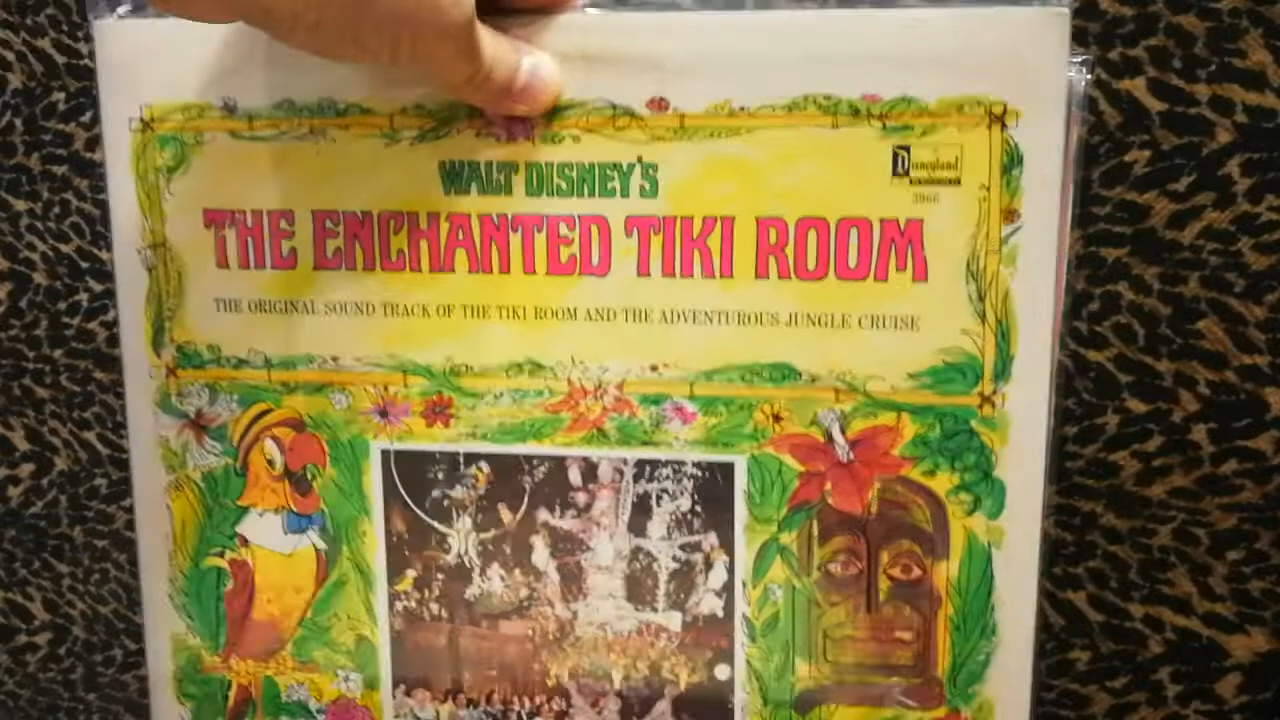 WALT DISNEY'S
Disneyland
3966
THE ENCHANTED TIKI ROOM
THE ORIGINAL SOUND TRACK OF THE TIKI ROOM AND THE ADVENTUROUS JUNGLE CRUISE